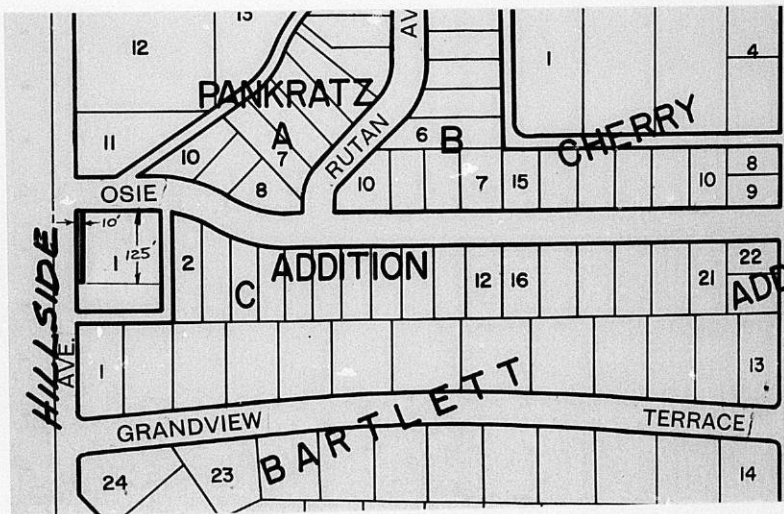 12
13
AV
1
4
PANKRATZ
A
B
CHERRY
11
10
7
RUTAN
6
8
9
OSIE
8
10
7
15
10
10'
125'
1
2
C
ADDITION
12
16
21
22
ADD
HILLSIDE
AVE.
1
13
GRANDVIEW
BARTLETT
TERRACE
24
23
14